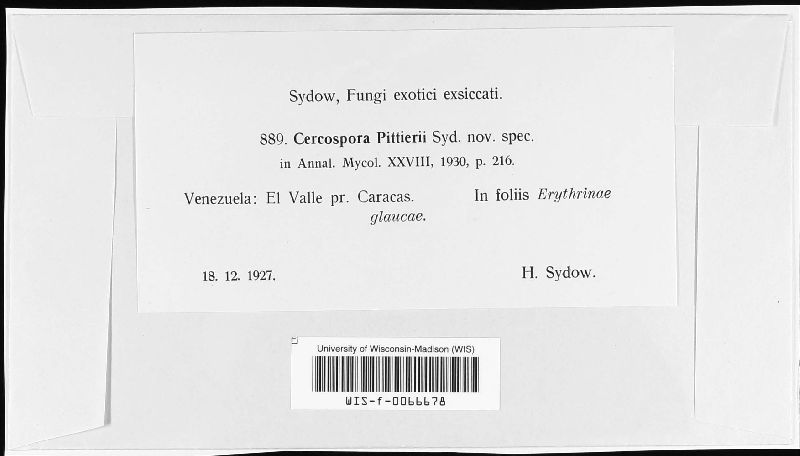 Sydow, Fungi exotici exsiccati.
889. Cercospora Pittierii Syd. nov. spec.
in Annal. Mycol. XXVIII, 1930, p. 216.
Venezuela: El Valle pr. Caracas. In foliis Erythrinae
glaucae.
18. 12. 1927. H. Sydow.
University of Wisconsin-Madison (WIS)
WIS-f-0066678